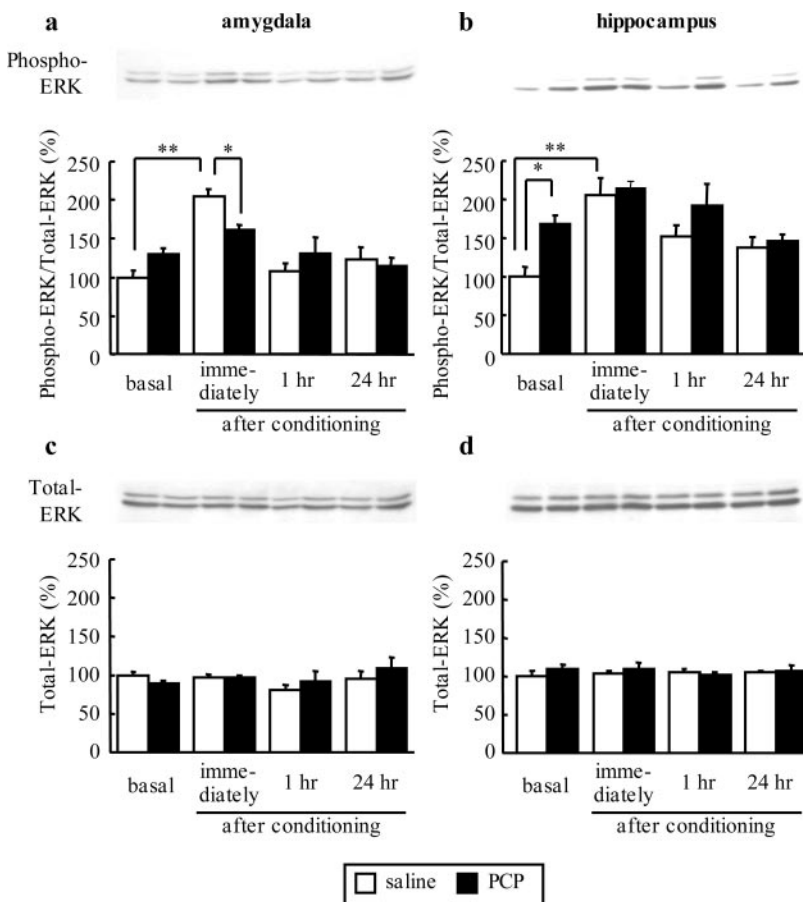 a amygdala
b hippocampus
Phospho-
ERK
Phospho-ERK/Total-ERK (%)
250
200
150
100
50
0
** *
basal imme-
diately 1 hr 24 hr
after conditioning
Phospho-ERK/Total-ERK (%)
250
200
150
100
50
0
**
*
basal imme-
diately 1 hr 24 hr
after conditioning
c
d
Total-
ERK
Total-ERK (%)
250
200
150
100
50
0
basal imme-
diately 1 hr 24 hr
after conditioning
Total-ERK (%)
250
200
150
100
50
0
basal imme-
diately 1 hr 24 hr
after conditioning
saline PCP